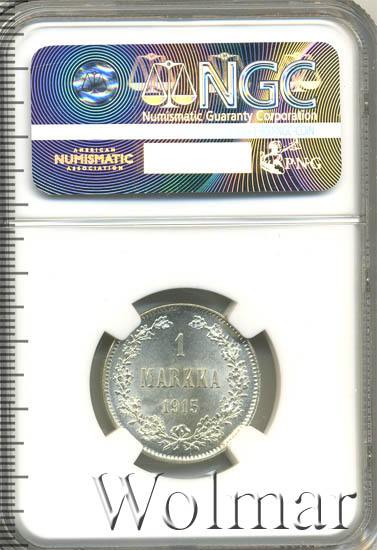 NGC
Numismatic Guaranty Corporation
AMERICAN
NUMISMATIC
ASSOCIATION
PNG
1
MARKKA
1915
Wolmar